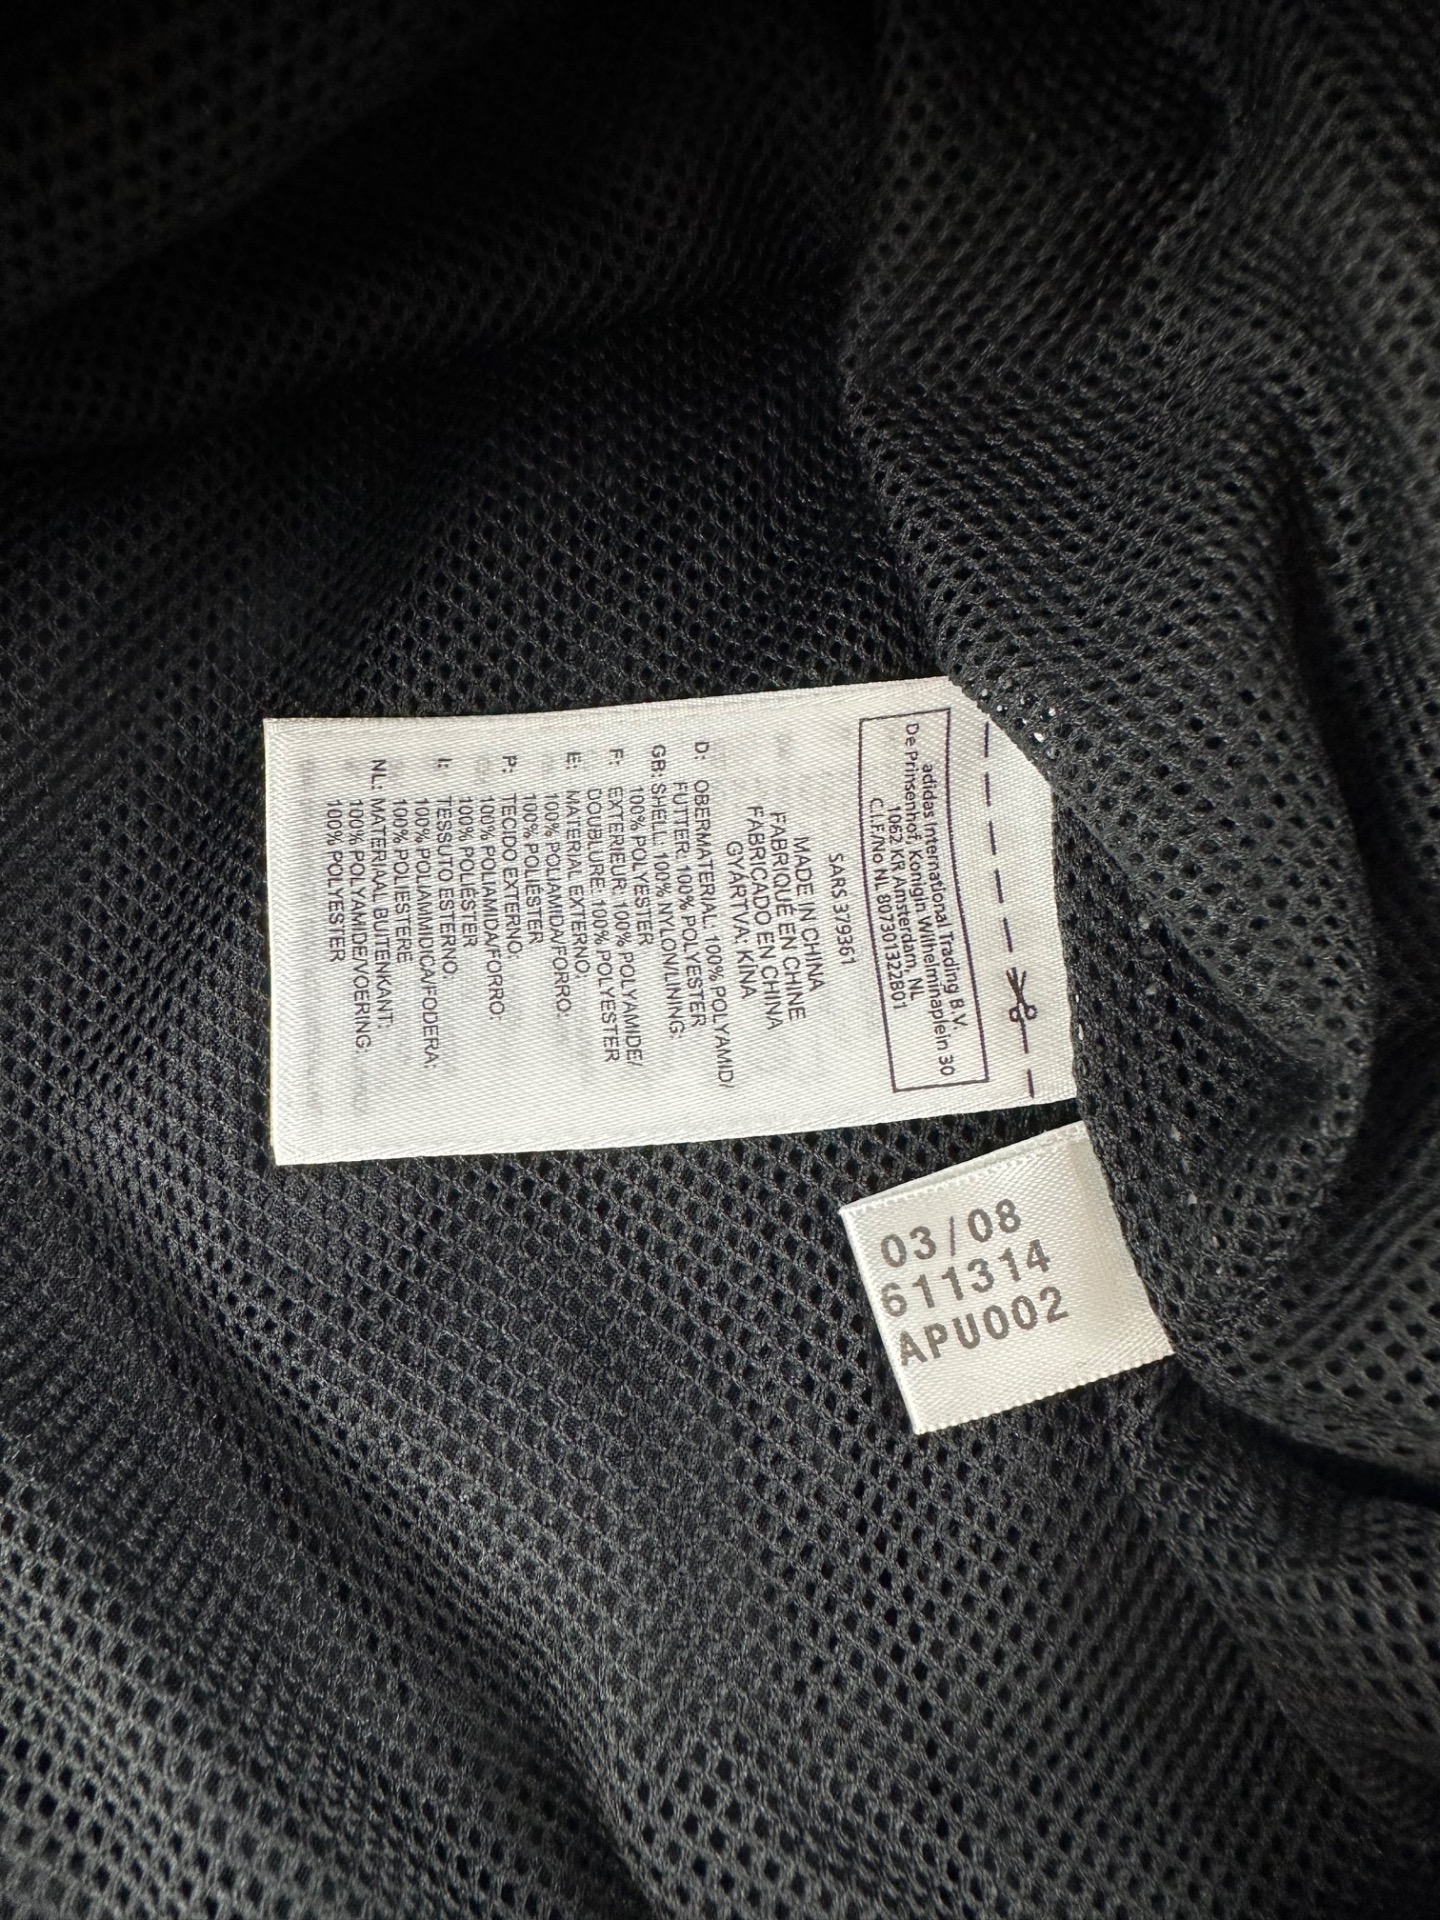 adidas International Trading B.V.
De Prinsenhof, Konigin Wilhelminaplein 30
1062 KR Amsterdam, NL
C.I.F/No NL 807301322B01
SARS 379361
MADE IN CHINA
FABRIQUÉ EN CHINE
FABRICADO EN CHINA
GYÁRTVA: KÍNA
D: OBERMATERIAL: 100% POLYAMID/
FUTTER: 100% POLYESTER
GB: SHELL: 100% NYLON/LINING:
100% POLYESTER
F: EXTERIEUR: 100% POLYAMIDE/
DOUBLURE: 100% POLYESTER
E: MATERIAL EXTERNO:
100% POLIAMIDA/FORRO:
100% POLIÉSTER
P: TECIDO EXTERNO:
100% POLIAMIDA/FORRO:
100% POLIÉSTER
I: TESSUTO ESTERNO:
100% POLIAMMIDICA/FODERA:
100% POLIESTERE
NL: MATERIAAL BUITENKANT:
100% POLYAMIDE/VOERING:
100% POLYESTER
03/08
611314
APU002